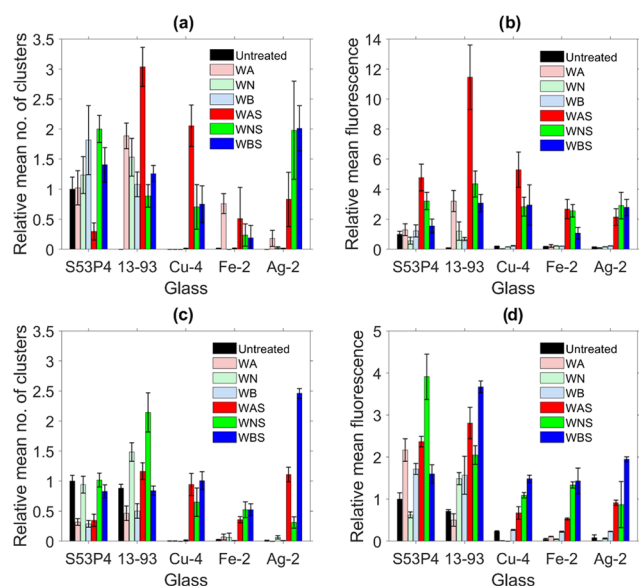 (a)
Relative mean no. of clusters
3.5
3
2.5
2
1.5
1
0.5
0
Untreated
WA
WN
WB
WAS
WNS
WBS
S53P4 13-93 Cu-4 Fe-2 Ag-2
Glass
(b)
Relative mean fluorescence
14
12
10
8
6
4
2
0
Untreated
WA
WN
WB
WAS
WNS
WBS
S53P4 13-93 Cu-4 Fe-2 Ag-2
Glass
(c)
Relative mean no. of clusters
3.5
3
2.5
2
1.5
1
0.5
0
Untreated
WA
WN
WB
WAS
WNS
WBS
S53P4 13-93 Cu-4 Fe-2 Ag-2
Glass
(d)
Relative mean fluorescence
5
4
3
2
1
0
Untreated
WA
WN
WB
WAS
WNS
WBS
S53P4 13-93 Cu-4 Fe-2 Ag-2
Glass